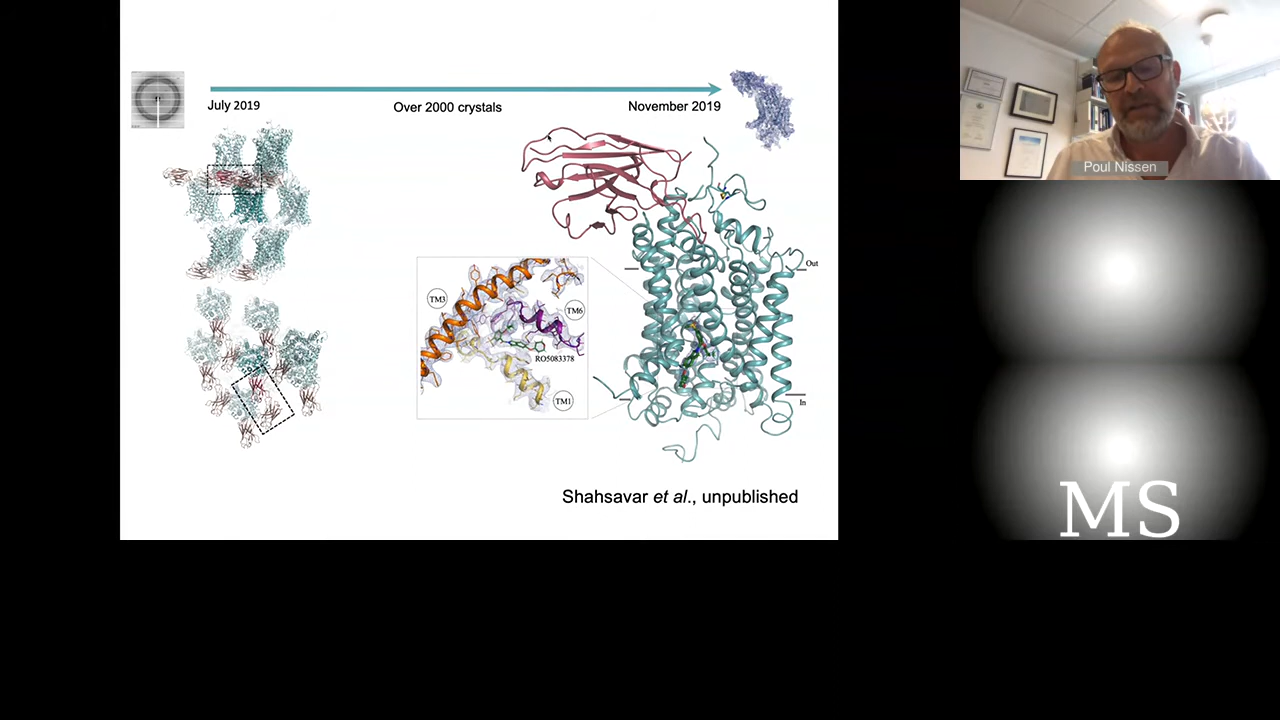 July 2019
Over 2000 crystals
November 2019
Out
TM3
TM6
RO5083378
TM1
In
Shahsavar et al., unpublished
Poul Nissen
MS